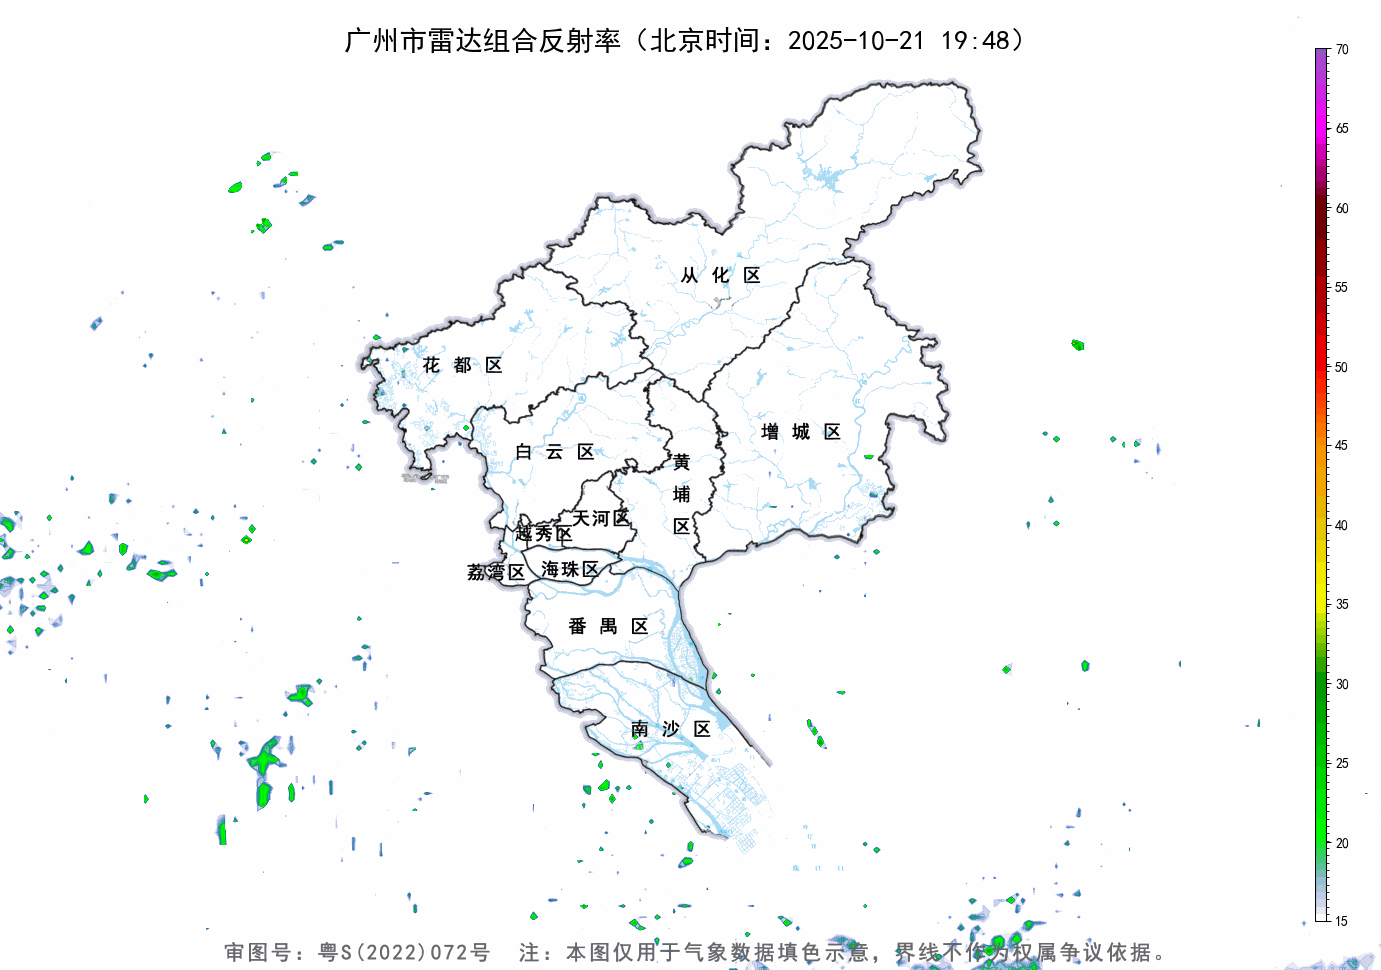 广州市雷达组合反射率（北京时间：2025-10-21 19:48）
70
65
60
55
50
45
40
35
30
25
20
15
从化区
花都区
增城区
白云区
黄埔区
天河区
越秀区
荔湾区
海珠区
番禺区
南沙区
审图号：粤S(2022)072号 注：本图仅用于气象数据填色示意，界线不作为权属争议依据。